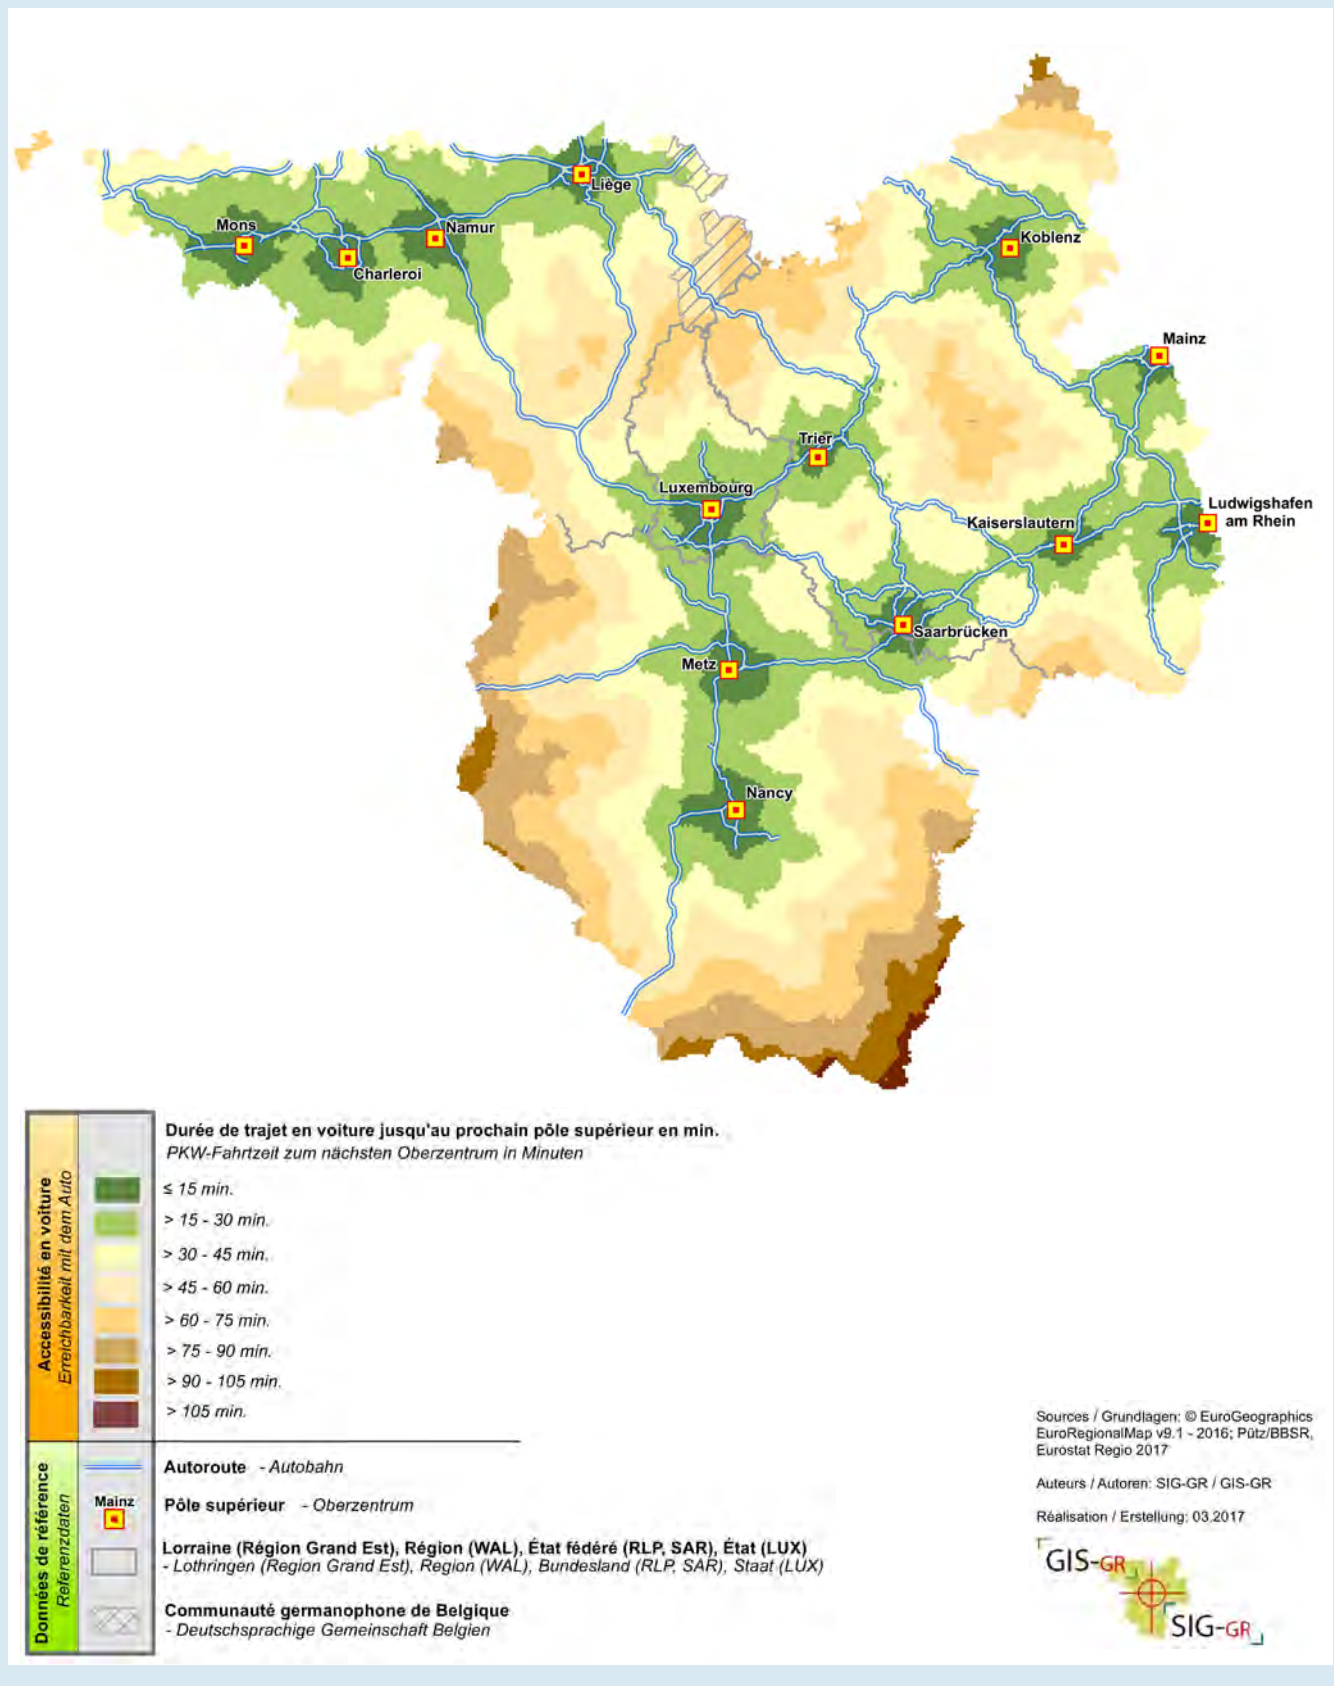 Liège
Mons
Namur
Charleroi
Koblenz
Mainz
Trier
Luxembourg
Ludwigshafen
am Rhein
Kaiserslautern
Saarbrücken
Metz
Nancy
Accessibilité en voiture
Erreichbarkeit mit dem Auto
Durée de trajet en voiture jusqu'au prochain pôle supérieur en min.
PKW-Fahrtzeit zum nächsten Oberzentrum in Minuten
≤ 15 min.
> 15 - 30 min.
> 30 - 45 min.
> 45 - 60 min.
> 60 - 75 min.
> 75 - 90 min.
> 90 - 105 min.
> 105 min.
Données de référence
Referenzdaten
Autoroute - Autobahn
Mainz
Pôle supérieur - Oberzentrum
Lorraine (Région Grand Est), Région (WAL), État fédéré (RLP, SAR), État (LUX)
- Lothringen (Region Grand Est), Region (WAL), Bundesland (RLP, SAR), Staat (LUX)
Communauté germanophone de Belgique
- Deutschsprachige Gemeinschaft Belgien
Sources / Grundlagen: © EuroGeographics
EuroRegionalMap v9.1 - 2016; Pütz/BBSR,
Eurostat Regio 2017
Auteurs / Autoren: SIG-GR / GIS-GR
Réalisation / Erstellung: 03.2017
GIS-GR
SIG-GR